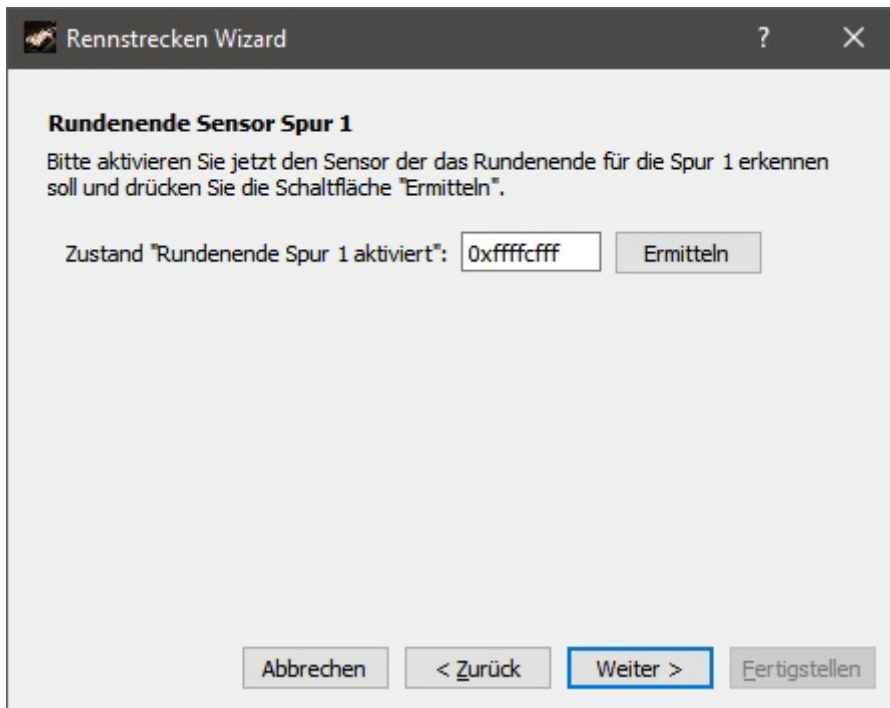 Rennstrecken Wizard
?
Rundenende Sensor Spur 1
Bitte aktivieren Sie jetzt den Sensor der das Rundenende für die Spur 1 erkennen
soll und drücken Sie die Schaltfläche "Ermitteln".
Zustand "Rundenende Spur 1 aktiviert": 0xffffcfff Ermitteln
Abbrechen < Zurück Weiter > Fertigstellen